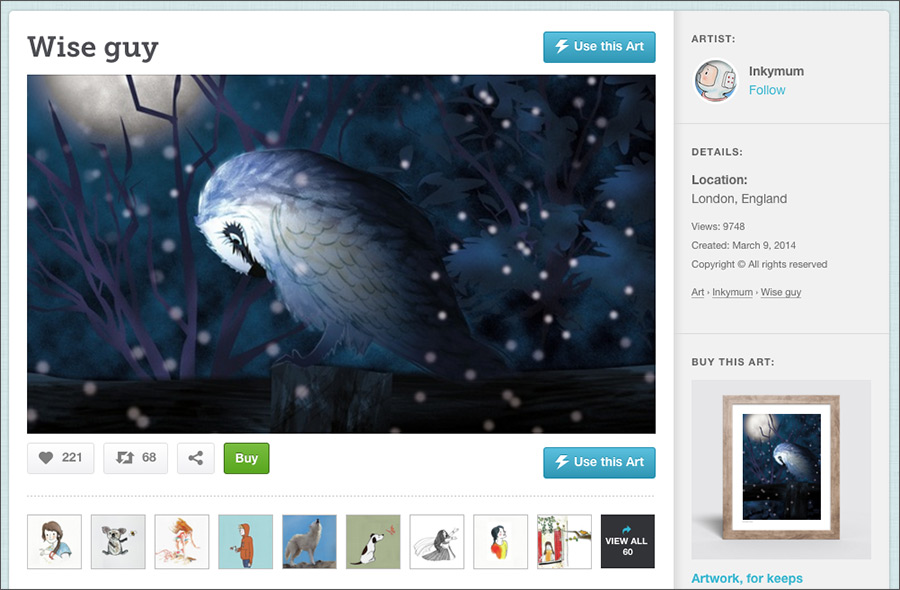 Wise guy
Use this Art
221
68
Buy
Use this Art
VIEW ALL
60
ARTIST:
Inkymum
Follow
DETAILS:
Location:
London, England
Views: 9748
Created: March 9, 2014
Copyright © All rights reserved
Art › Inkymum › Wise guy
BUY THIS ART:
Artwork, for keeps